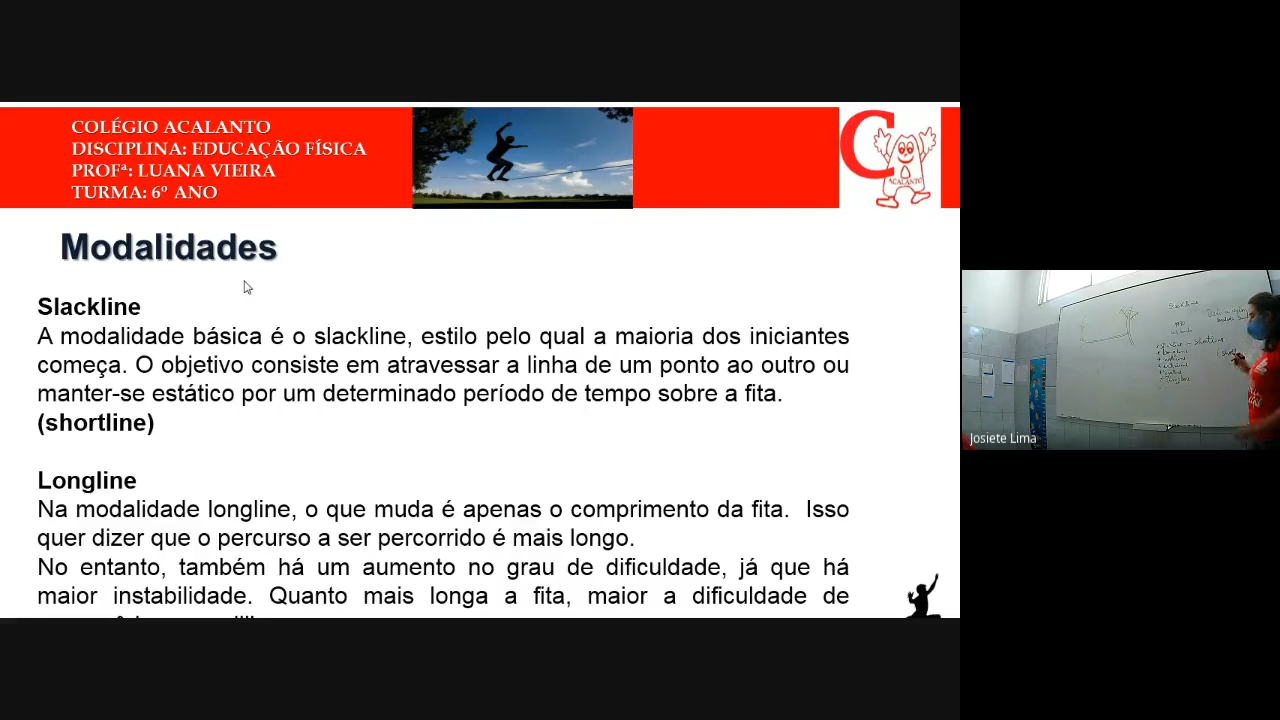 COLÉGIO ACALANTO
DISCIPLINA: EDUCAÇÃO FÍSICA
PROFª: LUANA VIEIRA
TURMA: 6º ANO
C
ACALANTO
Modalidades
Slackline
A modalidade básica é o slackline, estilo pelo qual a maioria dos iniciantes
começa. O objetivo consiste em atravessar a linha de um ponto ao outro ou
manter-se estático por um determinado período de tempo sobre a fita.
(shortline)
Longline
Na modalidade longline, o que muda é apenas o comprimento da fita.  Isso
quer dizer que o percurso a ser percorrido é mais longo.
No entanto, também há um aumento no grau de dificuldade, já que há
maior instabilidade. Quanto mais longa a fita, maior a dificuldade de
Josiete Lima